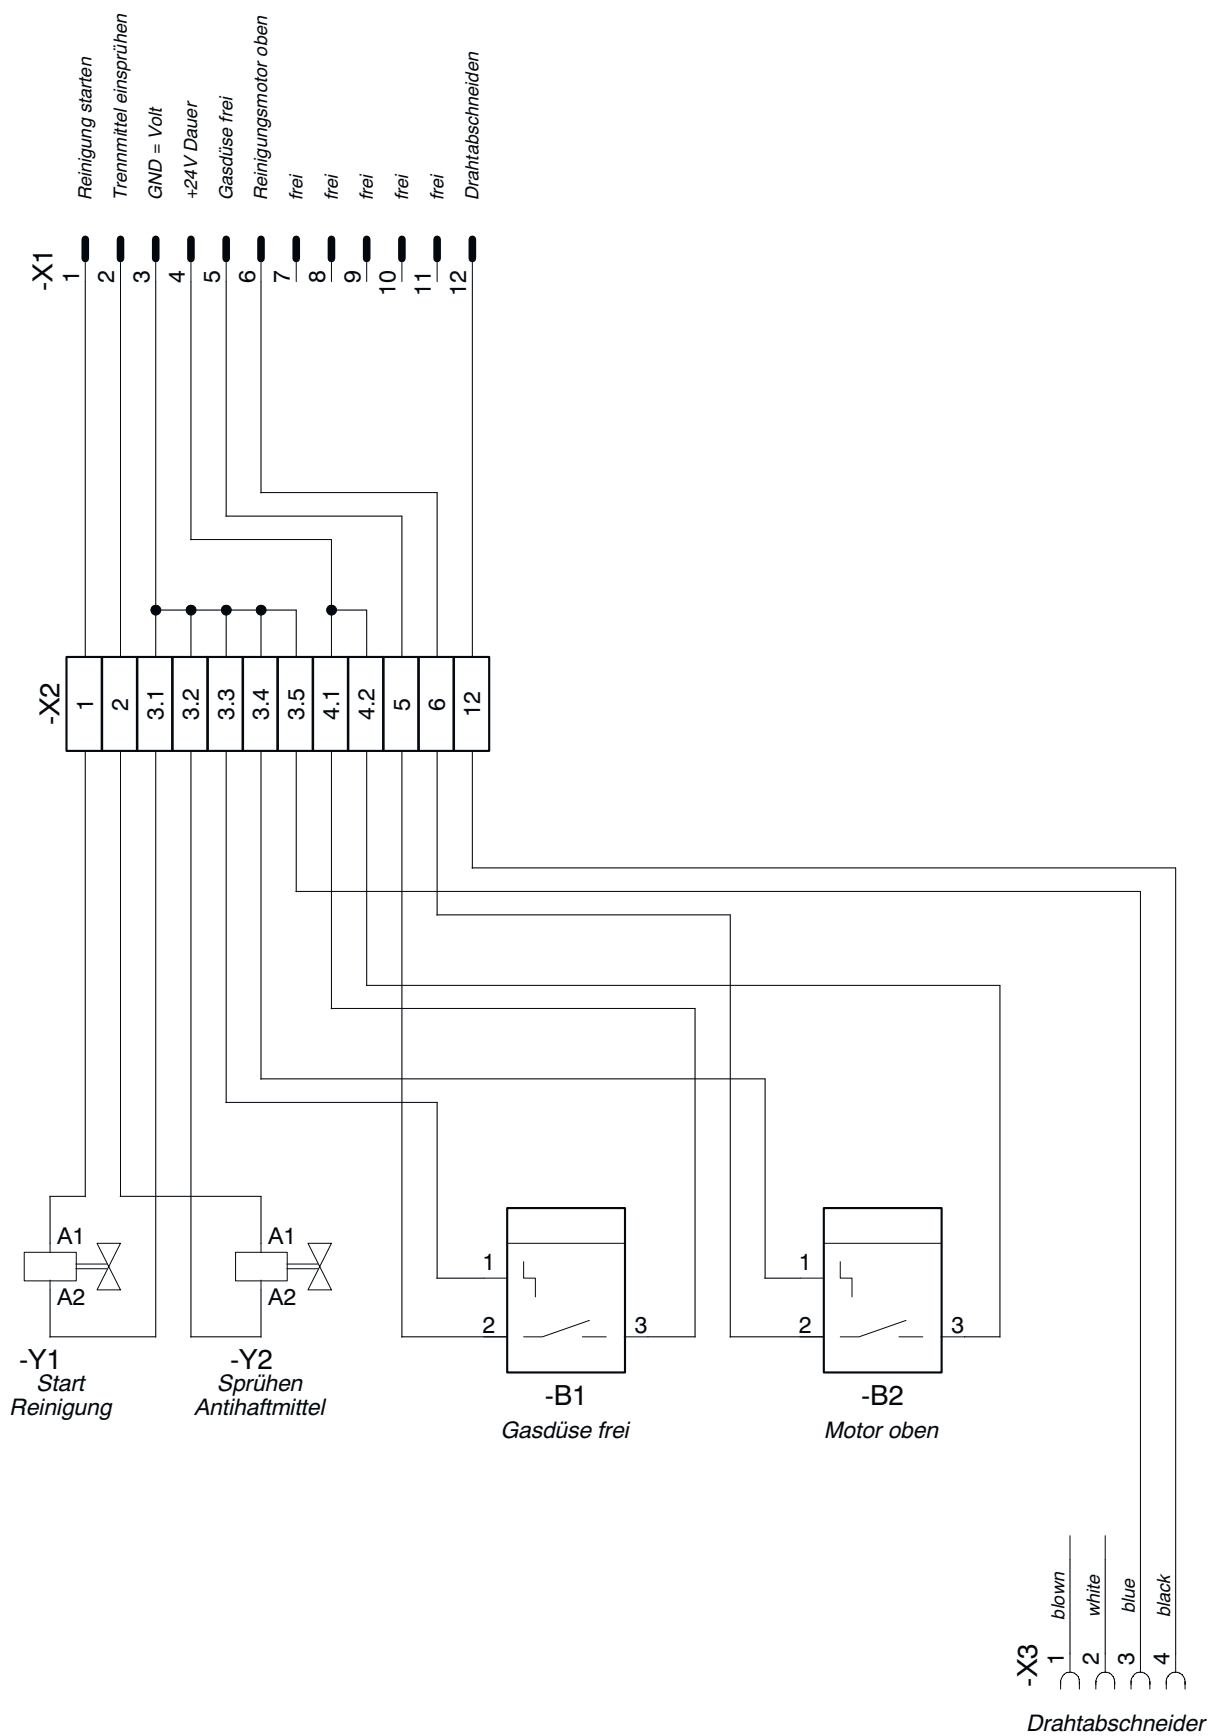 Reinigung starten
Trennmittel einsprühen
GND = Volt
+24V Dauer
Gasdüse frei
Reinigungsmotor oben
frei
frei
frei
frei
frei
Drahtabschneiden
-X1
1
2
3
4
5
6
7
8
9
10
11
12
-X2
1
2
3.1
3.2
3.3
3.4
3.5
4.1
4.2
5
6
12
A1
A2
-Y1
Start
Reinigung
A1
A2
-Y2
Sprühen
Antihaftmittel
1
2
3
-B1
Gasdüse frei
1
2
3
-B2
Motor oben
blown
white
blue
black
-X3
1
2
3
4
Drahtabschneider